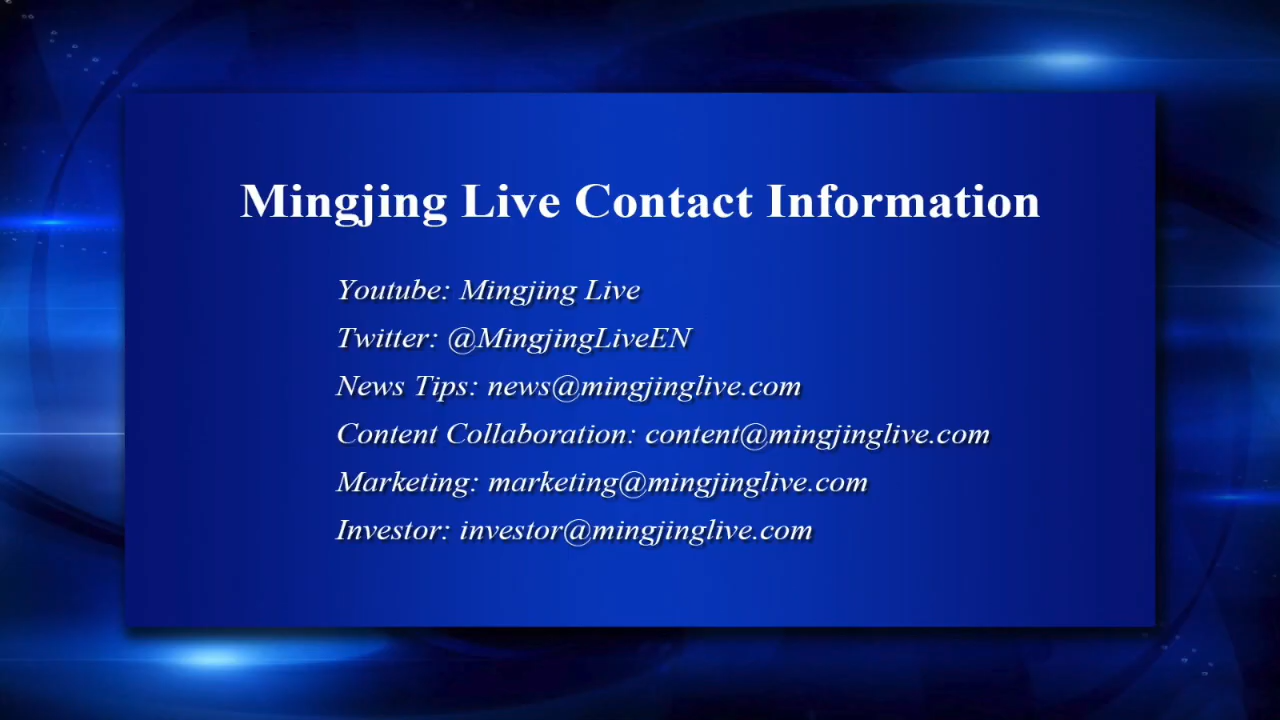 Mingjing Live Contact Information
Youtube: Mingjing Live
Twitter: @MingjingLiveEN
News Tips: news@mingjinglive.com
Content Collaboration: content@mingjinglive.com
Marketing: marketing@mingjinglive.com
Investor: investor@mingjinglive.com